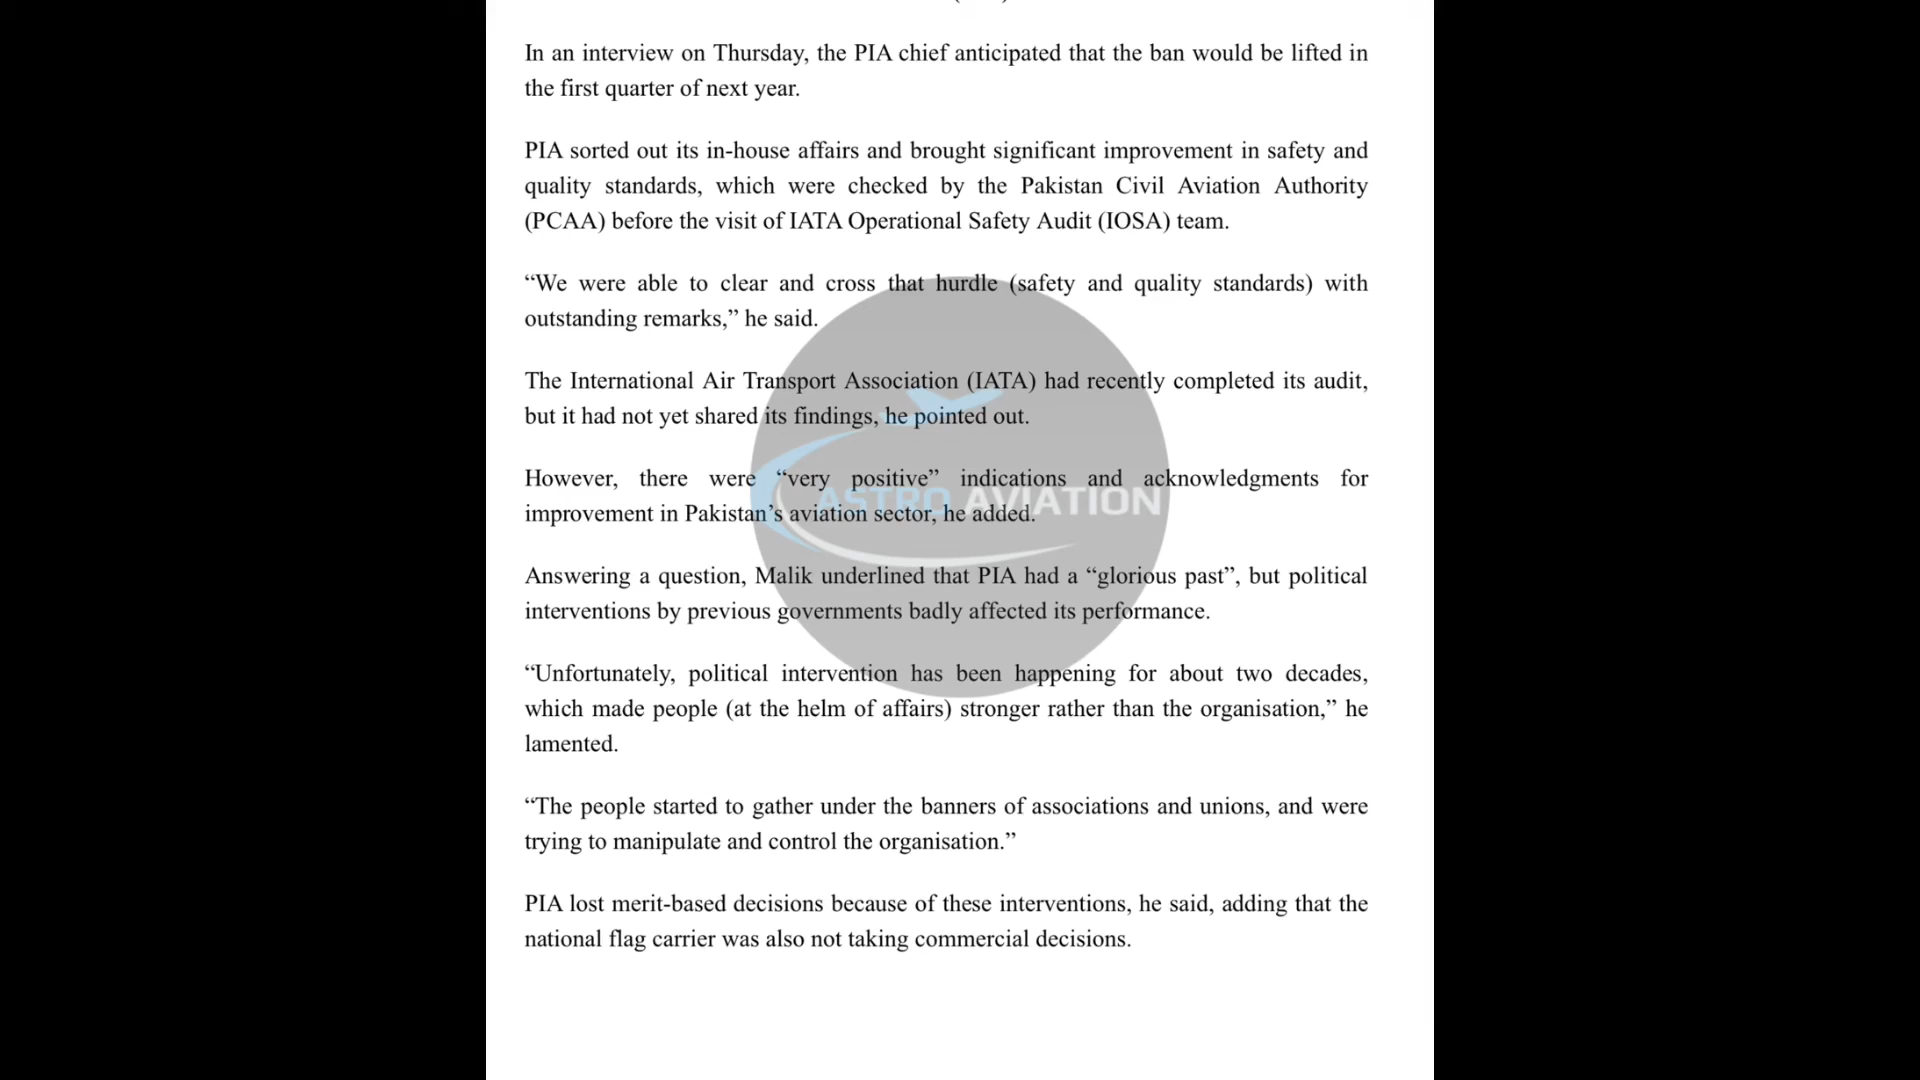 In an interview on Thursday, the PIA chief anticipated that the ban would be lifted in
the first quarter of next year.
PIA sorted out its in-house affairs and brought significant improvement in safety and
quality standards, which were checked by the Pakistan Civil Aviation Authority
(PCAA) before the visit of IATA Operational Safety Audit (IOSA) team.
“We were able to clear and cross that hurdle (safety and quality standards) with
outstanding remarks,” he said.
The International Air Transport Association (IATA) had recently completed its audit,
but it had not yet shared its findings, he pointed out.
However, there were “very positive” indications and acknowledgments for
ASTRO AVIATION
improvement in Pakistan’s aviation sector, he added.
Answering a question, Malik underlined that PIA had a “glorious past”, but political
interventions by previous governments badly affected its performance.
“Unfortunately, political intervention has been happening for about two decades,
which made people (at the helm of affairs) stronger rather than the organisation,” he
lamented.
“The people started to gather under the banners of associations and unions, and were
trying to manipulate and control the organisation.”
PIA lost merit-based decisions because of these interventions, he said, adding that the
national flag carrier was also not taking commercial decisions.